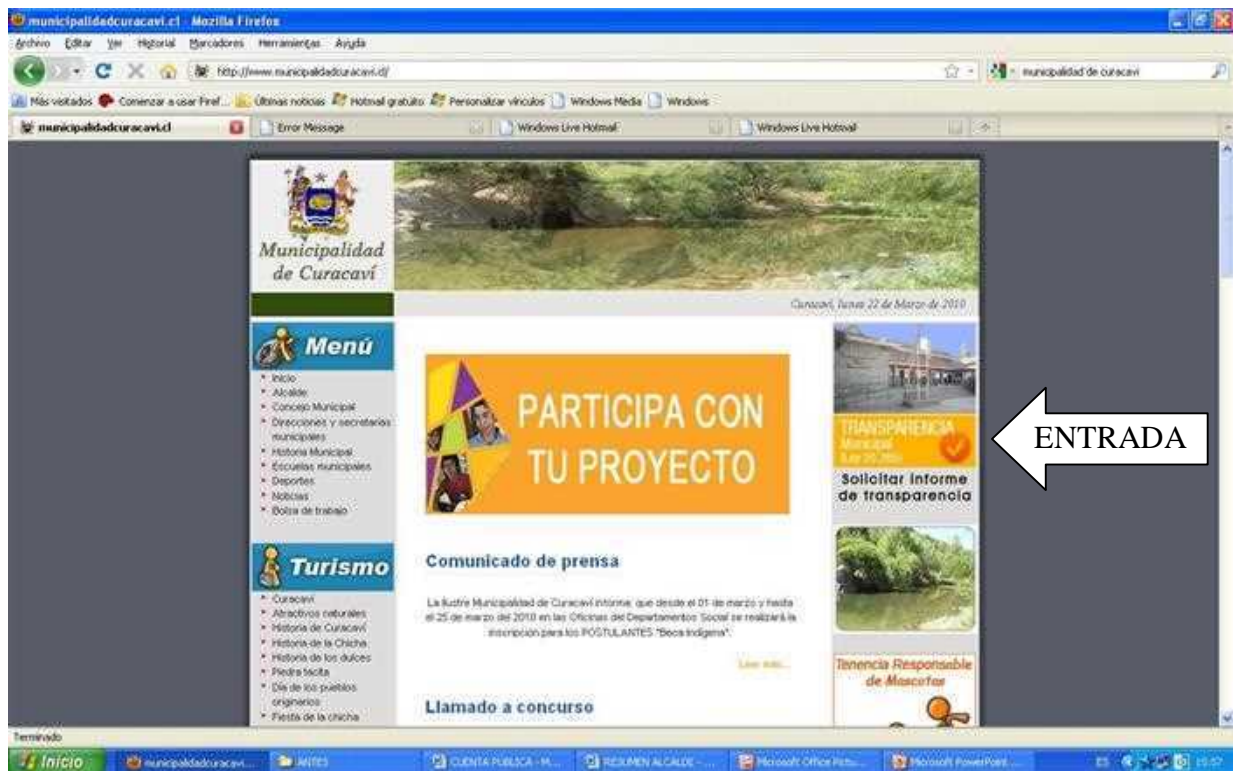 municipalidadcuracavi.cl - Mozilla Firefox
Archivo Editar Ver Historial Marcadores Herramientas Ayuda
http://www.municipalidadcuracavi.cl/
municipalidad de curacavi
Más visitados Comenzar a usar Firef... Últimas noticias Hotmail gratuito Personalizar vínculos Windows Media Windows
municipalidadcuracavi.cl Error Message Windows Live Hotmail Windows Live Hotmail
Municipalidad
de Curacaví
Curacaví, lunes 22 de Marzo de 2010
Menú
Inicio
Alcalde
Concejo Municipal
Direcciones y secretarias
municipales
Historia Municipal
Escuelas municipales
Deportes
Noticias
Bolsa de trabajo
Turismo
Curacaví
Atractivos naturales
Historia de Curacaví
Historia de la Chicha
Historia de los dulces
Piedra tacita
Día de los pueblos
originarios
Fiesta de la chicha
PARTICIPA CON
TU PROYECTO
Comunicado de prensa
La Ilustre Municipalidad de Curacaví informa, que desde el 01 de marzo y hasta
el 25 de marzo del 2010 en las Oficinas del Departamentos Social se realizará la
inscripción para los POSTULANTES "Beca Indígena".
Leer más...
Llamado a concurso
TRANSPARENCIA
Municipal
Solicitar informe
de transparencia
Tenencia Responsable
de Mascotas
ENTRADA
Terminado
Inicio municipalidadcuracav... ANTES CUENTA PUBLICA - M... RESUMEN ALCALDE - ... Microsoft Office Pictu... Microsoft PowerPoint ... ES